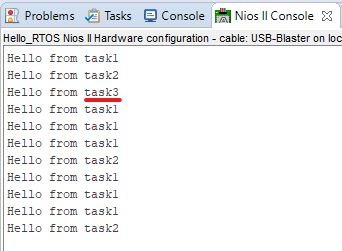 Problems Tasks Console Nios II Console
Hello_RTOS Nios II Hardware configuration - cable: USB-Blaster on loc
Hello from task1
Hello from task2
Hello from task3
Hello from task1
Hello from task1
Hello from task1
Hello from task2
Hello from task1
Hello from task1
Hello from task1
Hello from task2